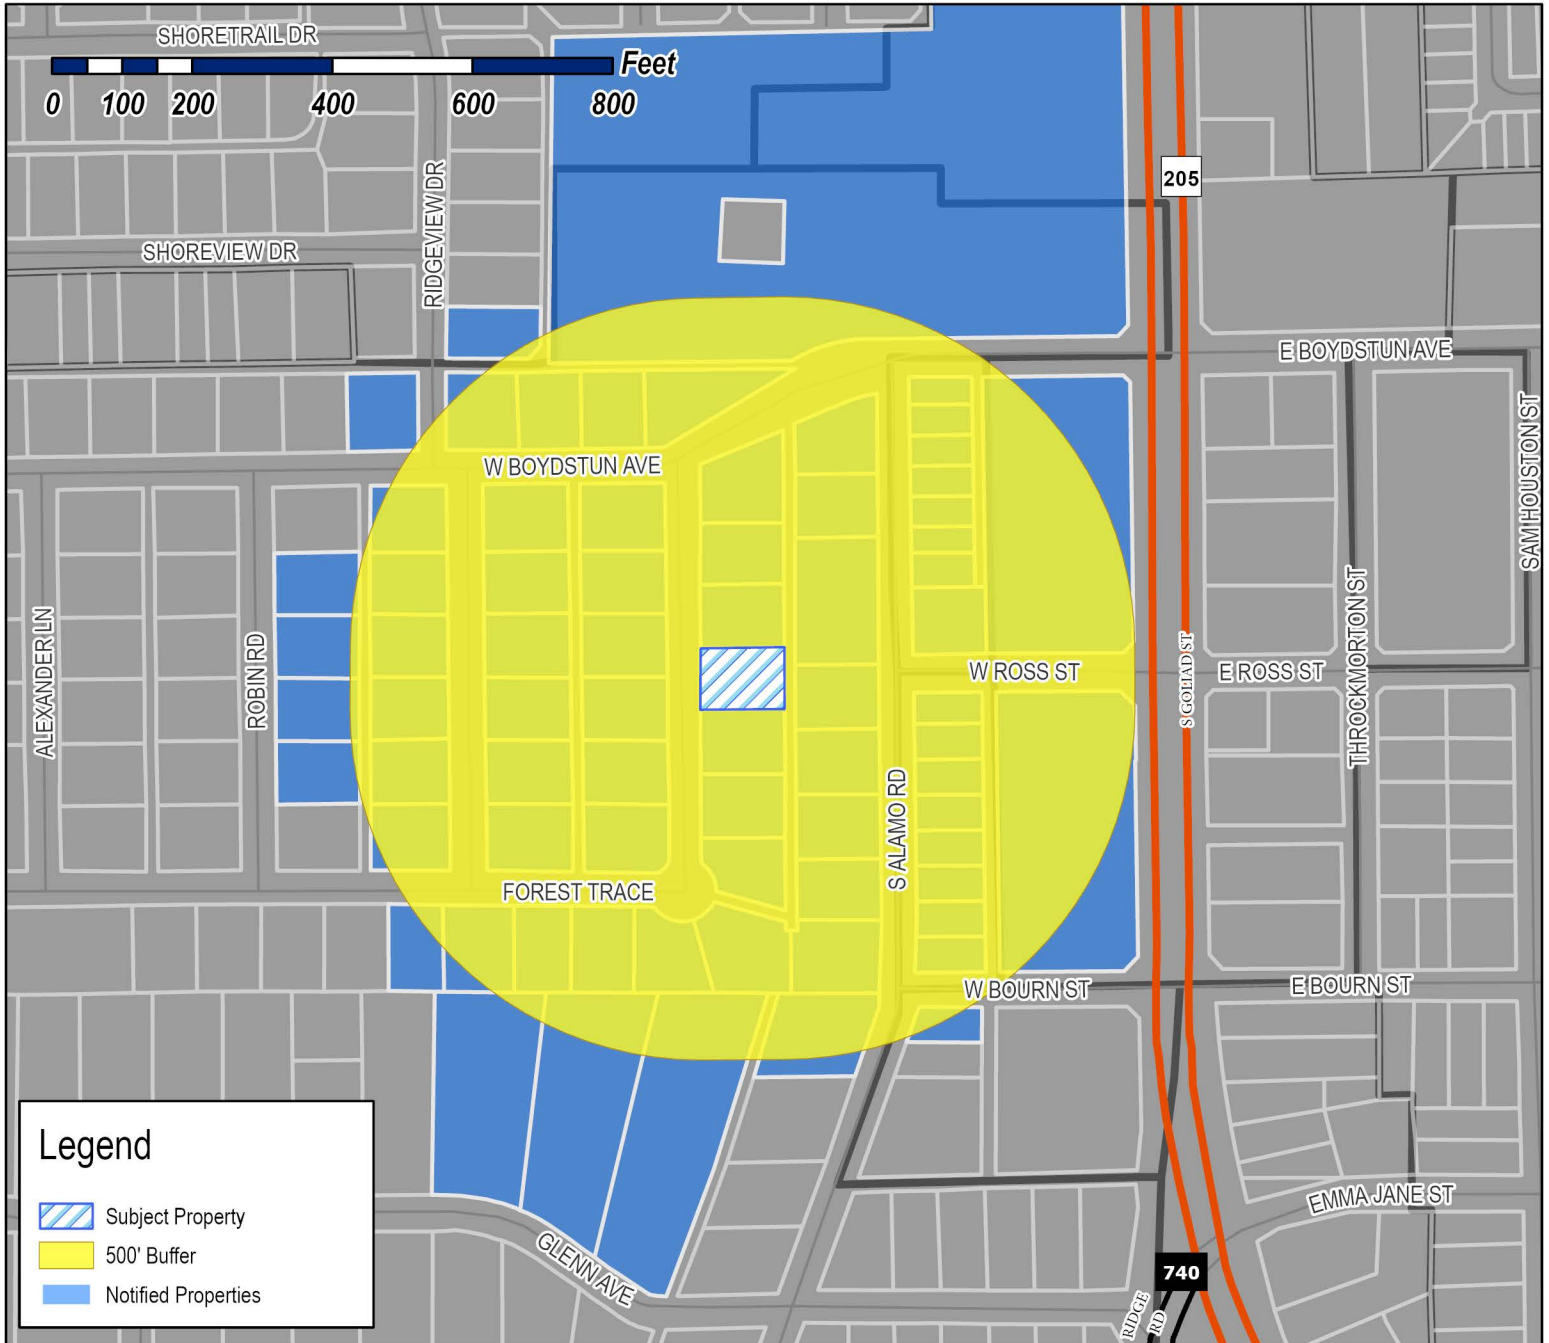 SHORETRAIL DR
Feet
0 100 200 400 600 800
205
RIDGEVIEW DR
SHOREVIEW DR
E BOYDSTUN AVE
SAM HOUSTON ST
W BOYDSTUN AVE
THROCKMORTON ST
ALEXANDER LN
ROBIN RD
W ROSS ST
S GOLIAD ST
E ROSS ST
S ALAMO RD
FOREST TRACE
W BOURN ST
E BOURN ST
Legend
Subject Property
500' Buffer
Notified Properties
GLENN AVE
EMMA JANE ST
740
RIDGE
RD